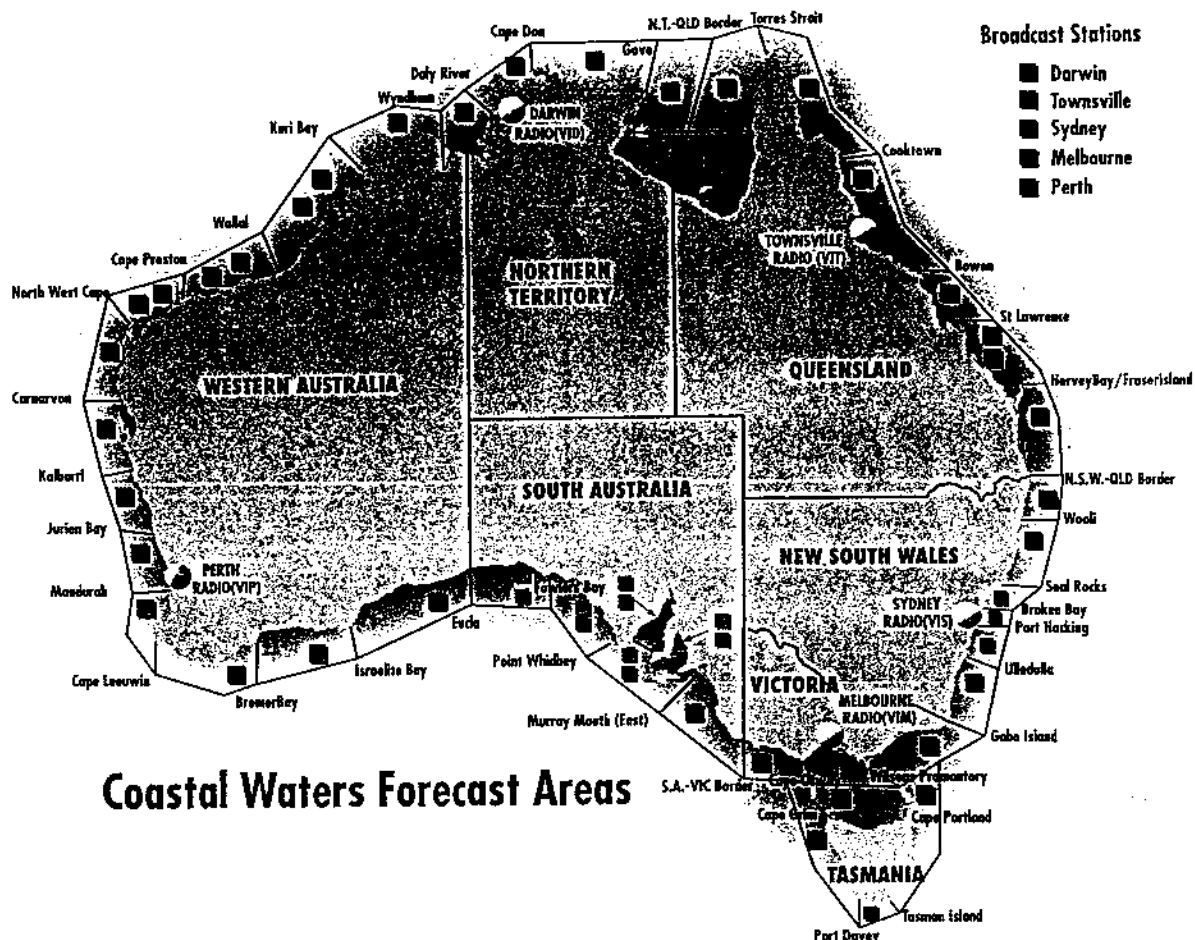 N.T.-QLD Border
Torres Strait
Cape Don
Gove
Daly River
Wyndham
Kuri Bay
Wallal
Cape Preston
North West Cape
Carnarvon
Kalbarri
Jurien Bay
Mandurah
Cape Leeuwin
BremerBay
Israelite Bay
Eucla
Fowlers Bay
Point Whidbey
Murray Mouth (East)
S.A.-VIC Border
DARWIN
RADIO(VID)
Cooktown
TOWNSVILLE
RADIO (VIT)
Bowen
St Lawrence
HerveyBay/FraserIsland
N.S.W.-QLD Border
Wooli
Seal Rocks
Broken Bay
Port Hacking
Ulladulla
Gabo Island
SYDNEY
RADIO(VIS)
MELBOURNE
RADIO(VIM)
PERTH
RADIO(VIP)
Wilsons Promontory
Cape Portland
Tasman Island
Port Davey
NORTHERN
TERRITORY
WESTERN AUSTRALIA
QUEENSLAND
SOUTH AUSTRALIA
NEW SOUTH WALES
VICTORIA
TASMANIA
Broadcast Stations
Darwin
Townsville
Sydney
Melbourne
Perth
Coastal Waters Forecast Areas